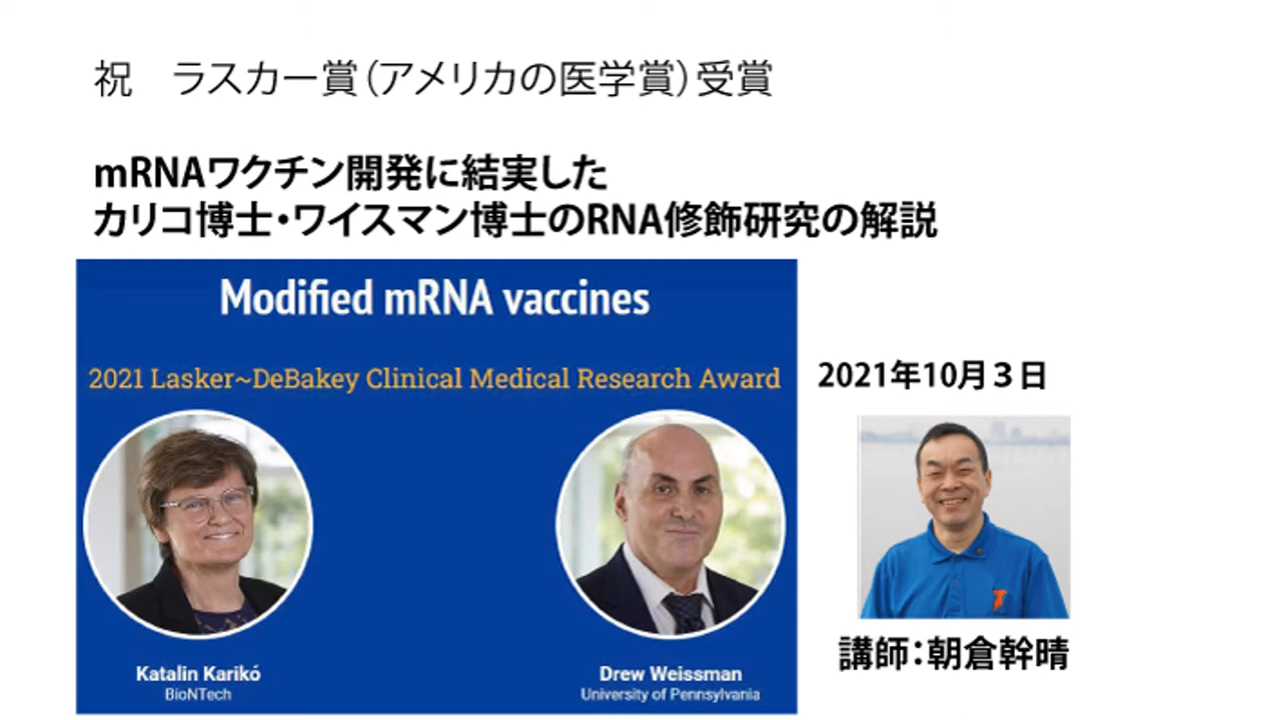 祝　ラスカー賞（アメリカの医学賞）受賞
mRNAワクチン開発に結実した
カリコ博士・ワイスマン博士のRNA修飾研究の解説
Modified mRNA vaccines
2021 Lasker~DeBakey Clinical Medical Research Award
2021年10月３日
Katalin Karikó
BioNTech
Drew Weissman
University of Pennsylvania
講師：朝倉幹晴